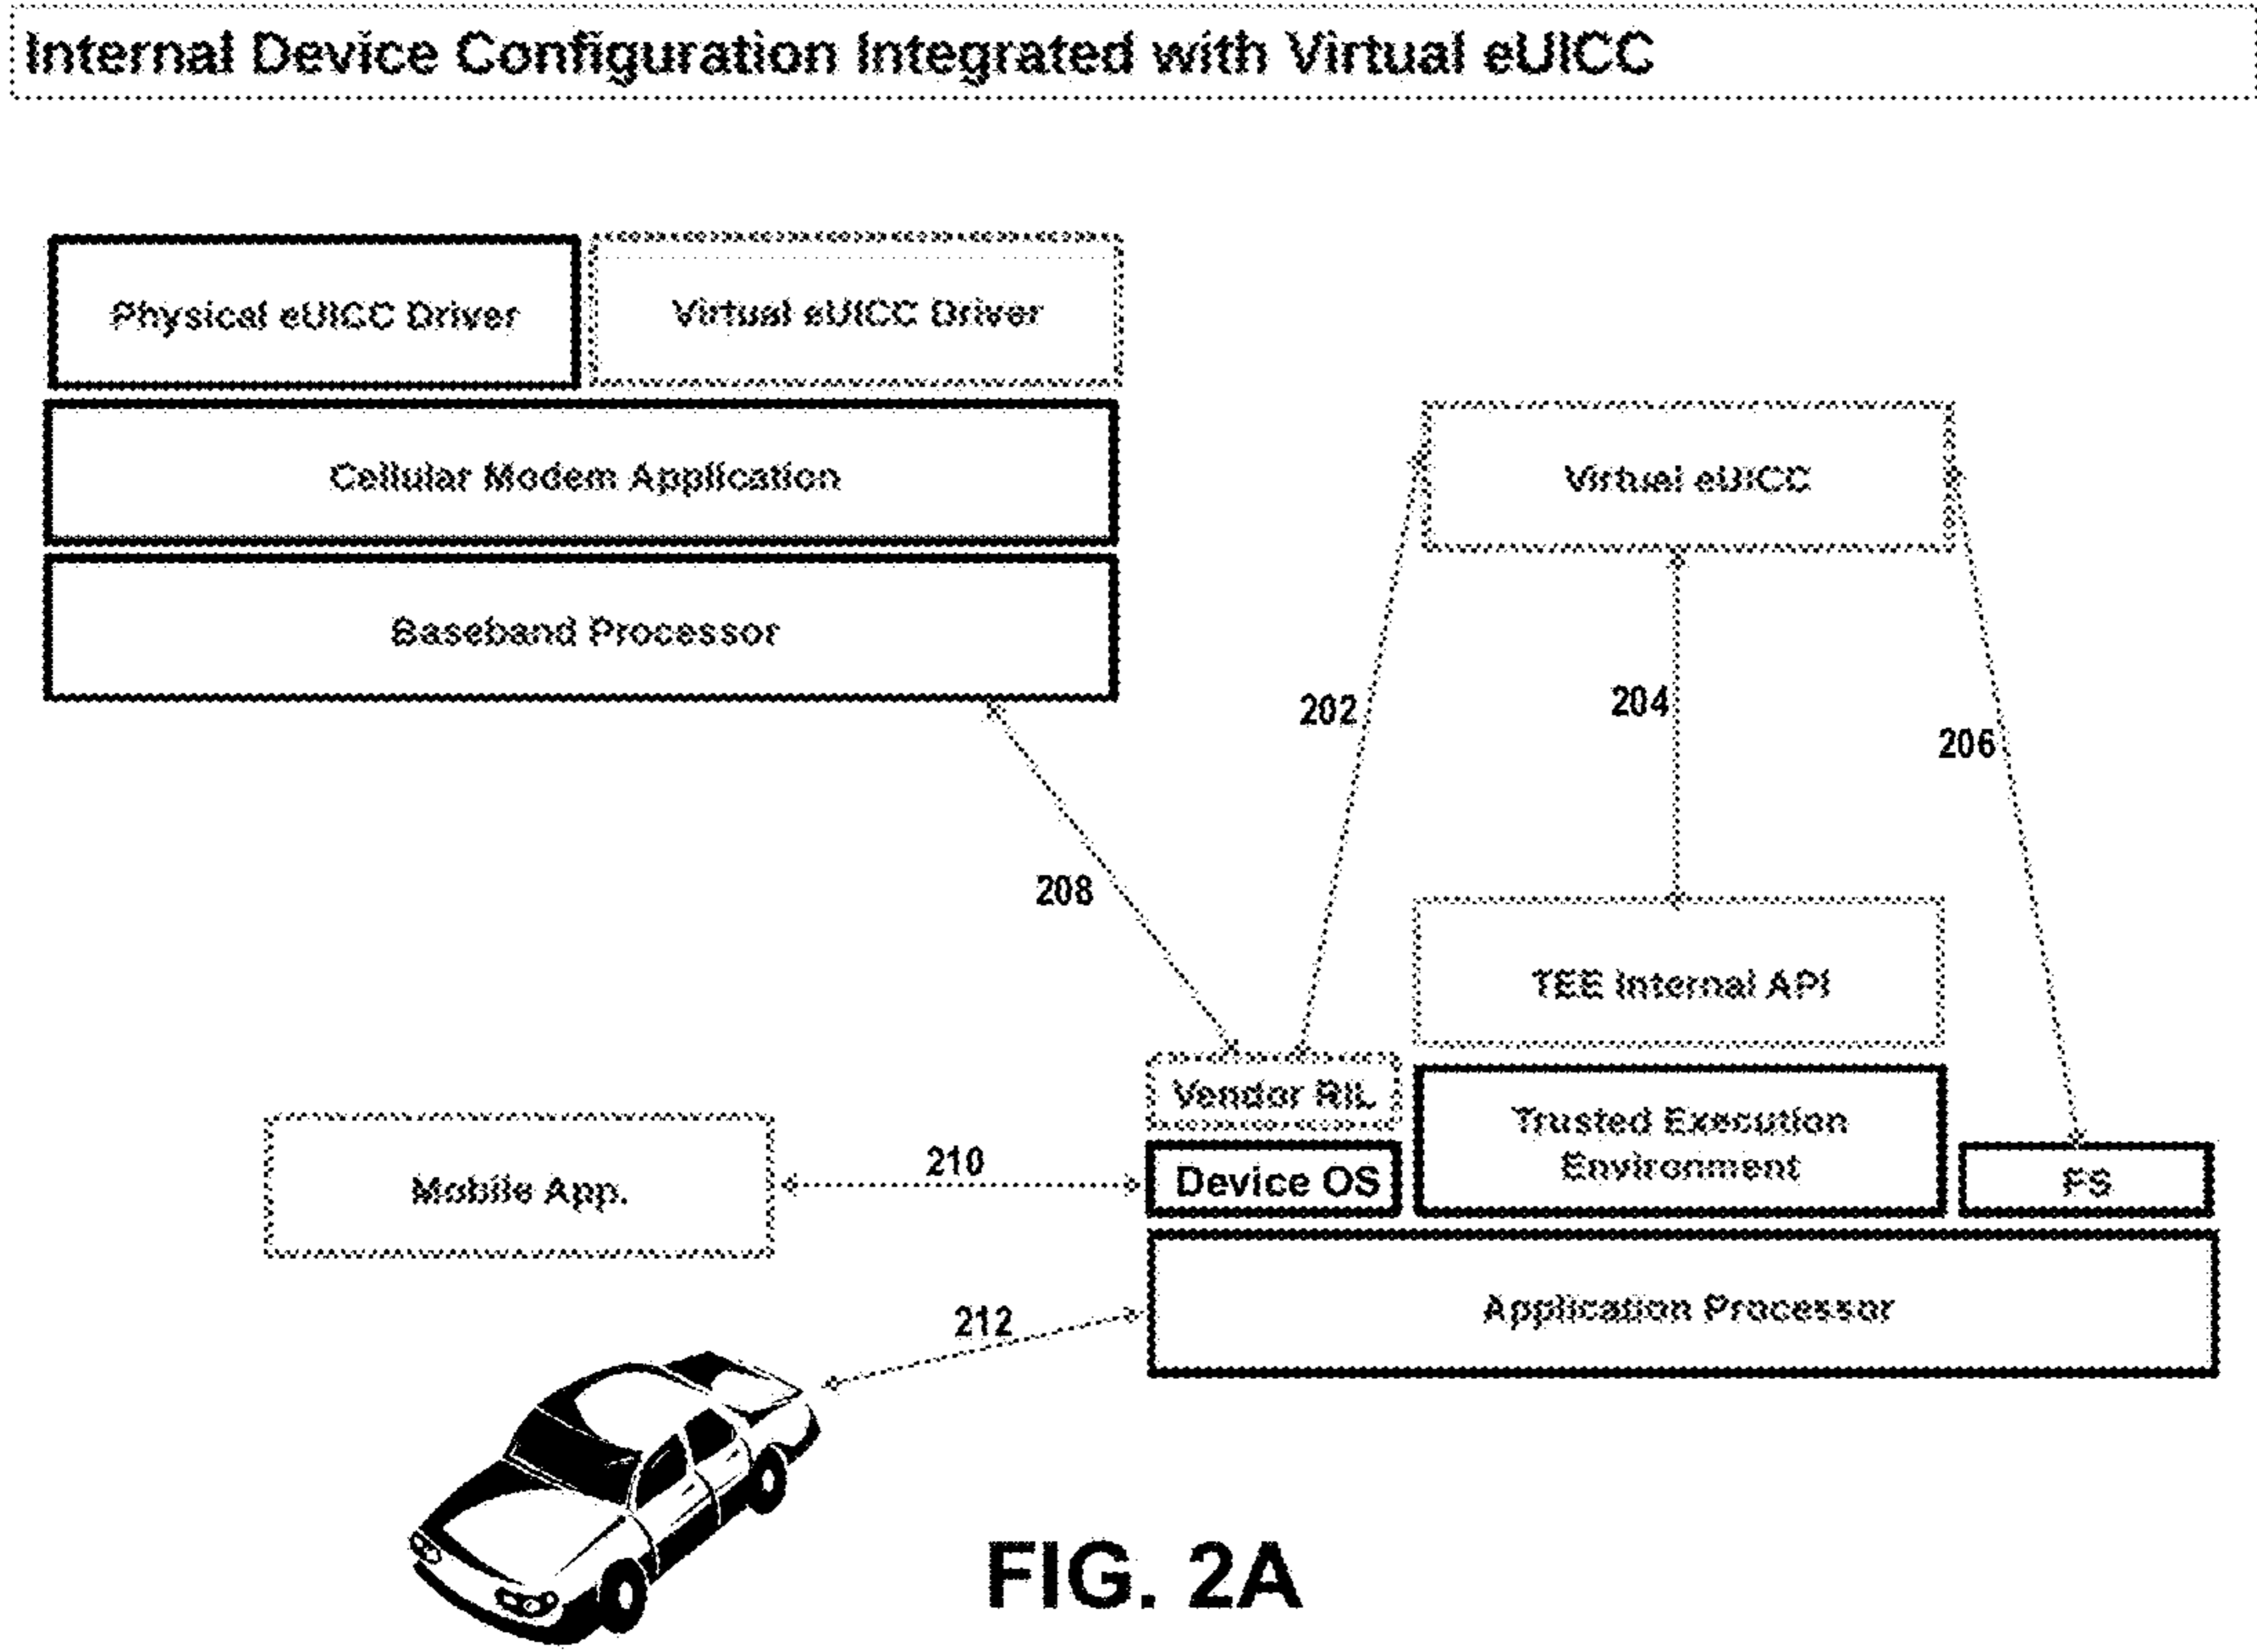 Internal Device Configuration Integrated with Virtual eUICC
Physical eUICC Driver
Virtual eUICC Driver
Cellular Modem Application
Virtual eUICC
Baseband Processor
202
204
206
208
TEE Internal API
Vendor RIL
Trusted Execution
Environment
Mobile App.
210
Device OS
FS
212
Application Processor
FIG. 2A